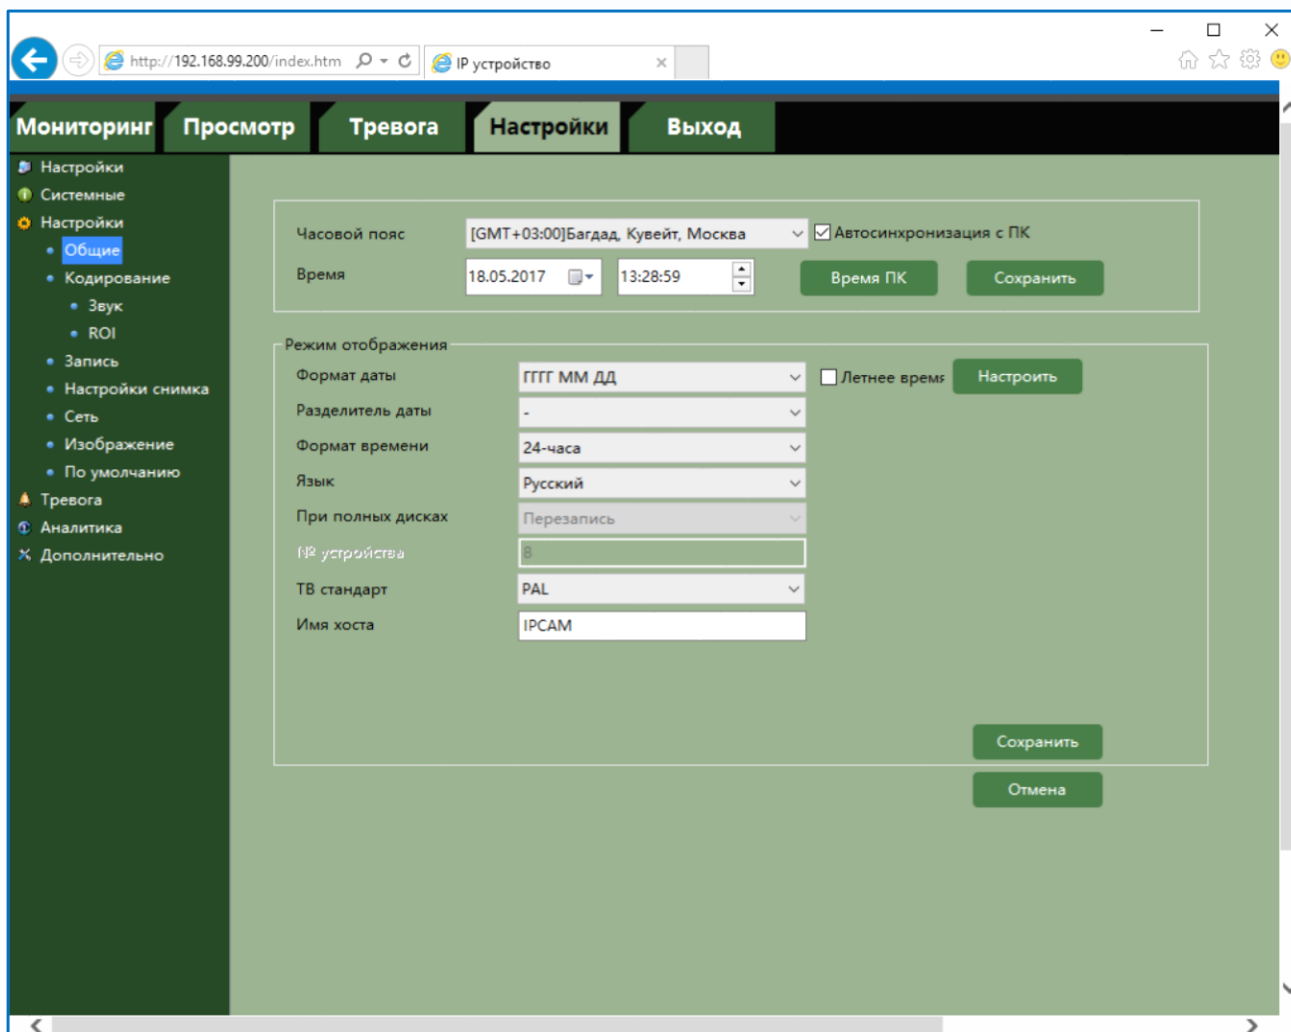 http://192.168.99.200/index.htm
IP устройство
Мониторинг Просмотр Тревога Настройки Выход
Настройки
Системные
Настройки
Общие
Кодирование
Звук
ROI
Запись
Настройки снимка
Сеть
Изображение
По умолчанию
Тревога
Аналитика
Дополнительно
Часовой пояс [GMT+03:00]Багдад, Кувейт, Москва Автосинхронизация с ПК
Время 18.05.2017 13:28:59 Время ПК Сохранить
Режим отображения
Формат даты ГГГГ ММ ДД Летнее время Настроить
Разделитель даты -
Формат времени 24-часа
Язык Русский
При полных дисках Перезапись
№ устройства 8
ТВ стандарт PAL
Имя хоста IPCAM
Сохранить
Отмена